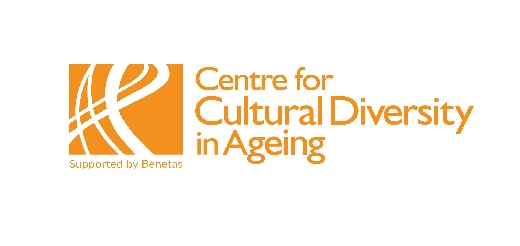 Centre for
Cultural Diversity
in Ageing
Supported by Benetas